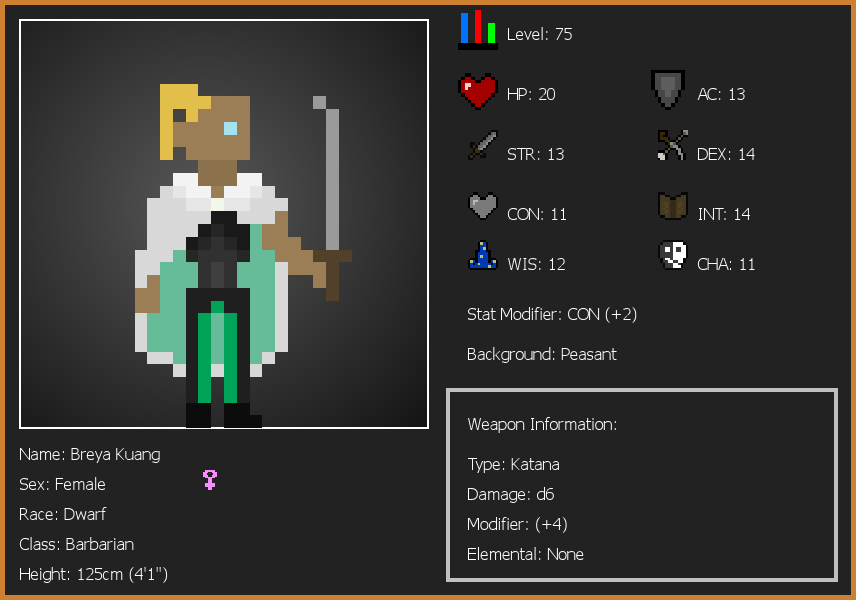 Level: 75
HP: 20
AC: 13
STR: 13
DEX: 14
CON: 11
INT: 14
WIS: 12
CHA: 11
Stat Modifier: CON (+2)
Background: Peasant
Weapon Information:
Type: Katana
Damage: d6
Modifier: (+4)
Elemental: None
Name: Breya Kuang
Sex: Female
Race: Dwarf
Class: Barbarian
Height: 125cm (4'1")